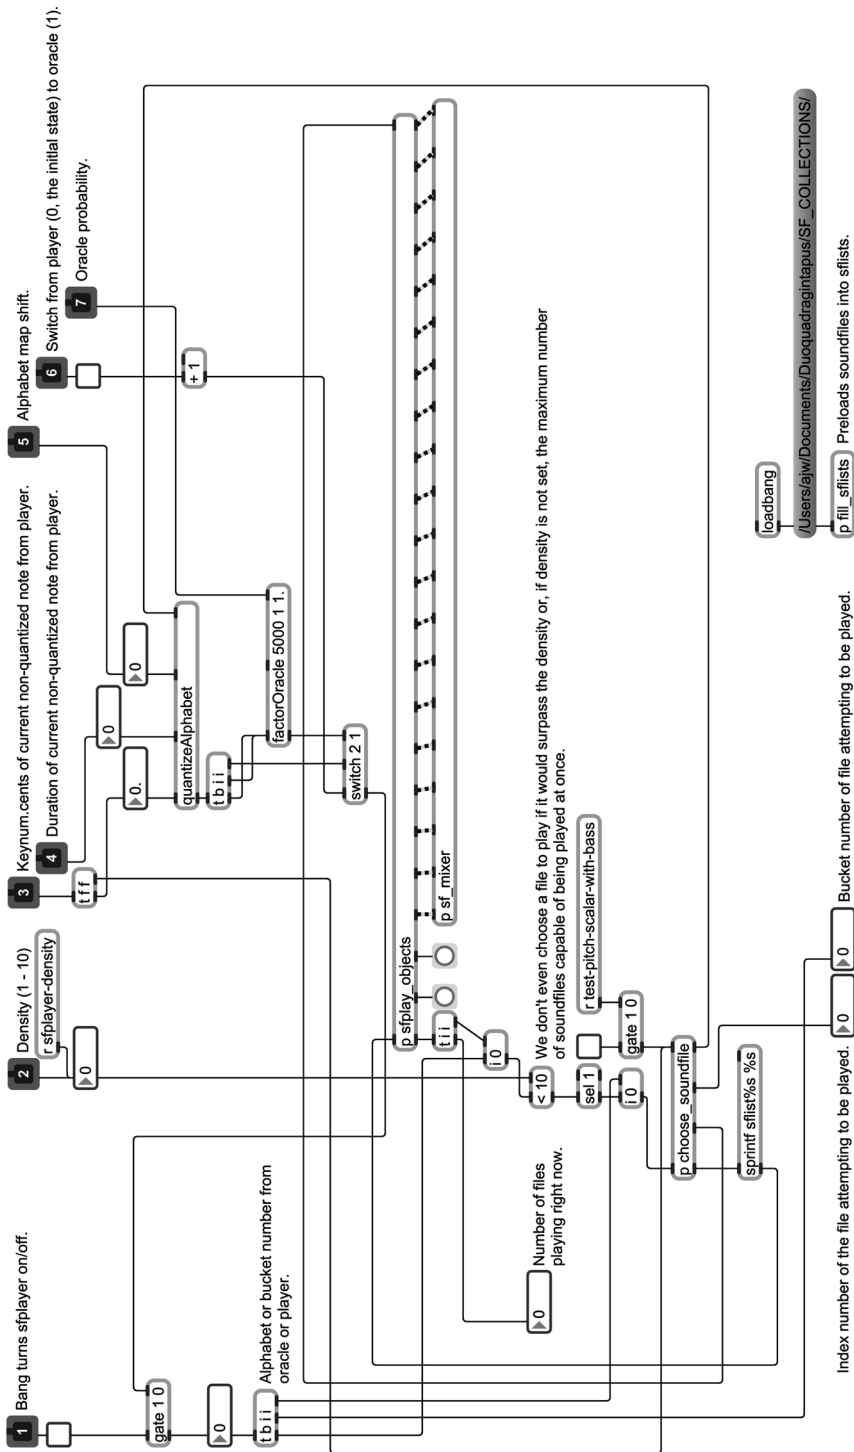 1
Bang turns sfplayer on/off.
2
Density (1 - 10)
r sfplayer-density
3
Keynum.cents of current non-quantized note from player.
4
Duration of current non-quantized note from player.
5
Alphabet map shift.
6
Switch from player (0, the initial state) to oracle (1).
7
Oracle probability.
t f f
0
0.
0
0
+ 1
gate 1 0
quantizeAlphabet
0
t b i i
factorOracle 5000 1 1.
t b i i
Alphabet or bucket number from
oracle or player.
switch 2 1
p sfplay_objects
t i i
p sf_mixer
i 0
0
Number of files
playing right now.
< 10
We don't even choose a file to play if it would surpass the density or, if density is not set, the maximum number
of soundfiles capable of being played at once.
sel 1
r test-pitch-scalar-with-bass
i 0
gate 1 0
p choose_soundfile
sprintf sflist%s %s
loadbang
/Users/ajw/Documents/Duoquadragintapus/SF_COLLECTIONS/
p fill_sflists
Preloads soundfiles into sflists.
Index number of the file attempting to be played.
0
0
Bucket number of file attempting to be played.